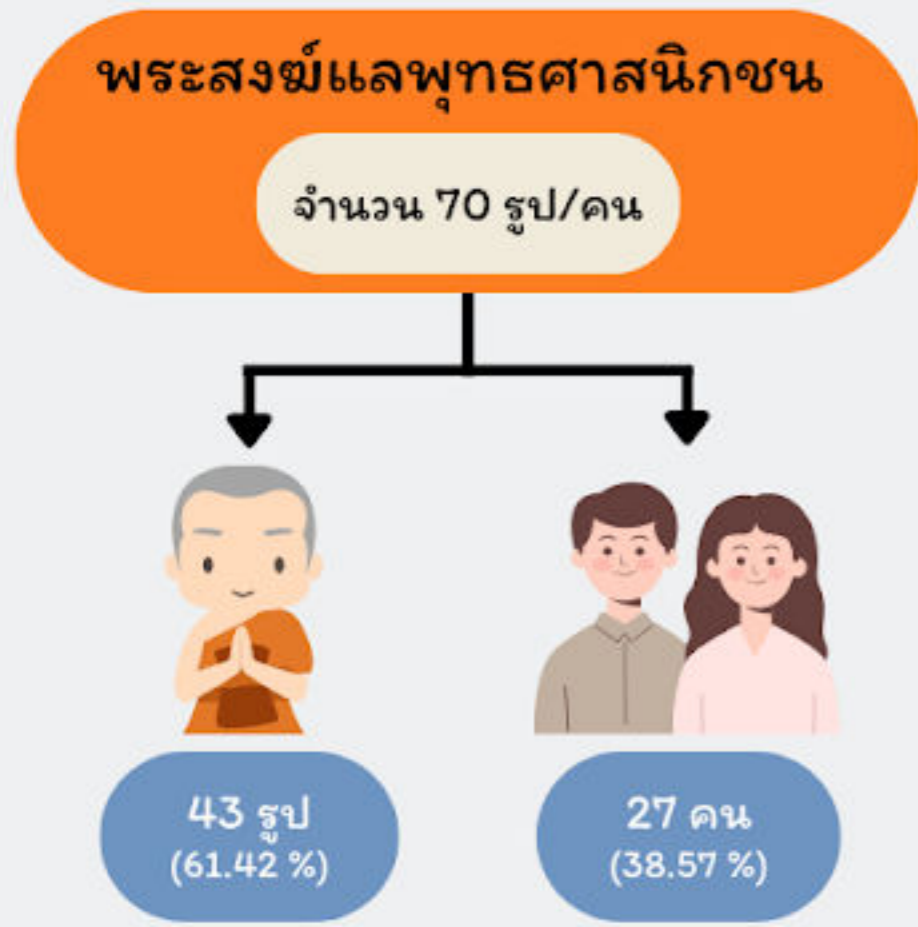 พระสงฆ์แลพุทธศาสนิกชน
จำนวน 70 รูป/คน
43 รูป
(61.42 %)
27 คน
(38.57 %)